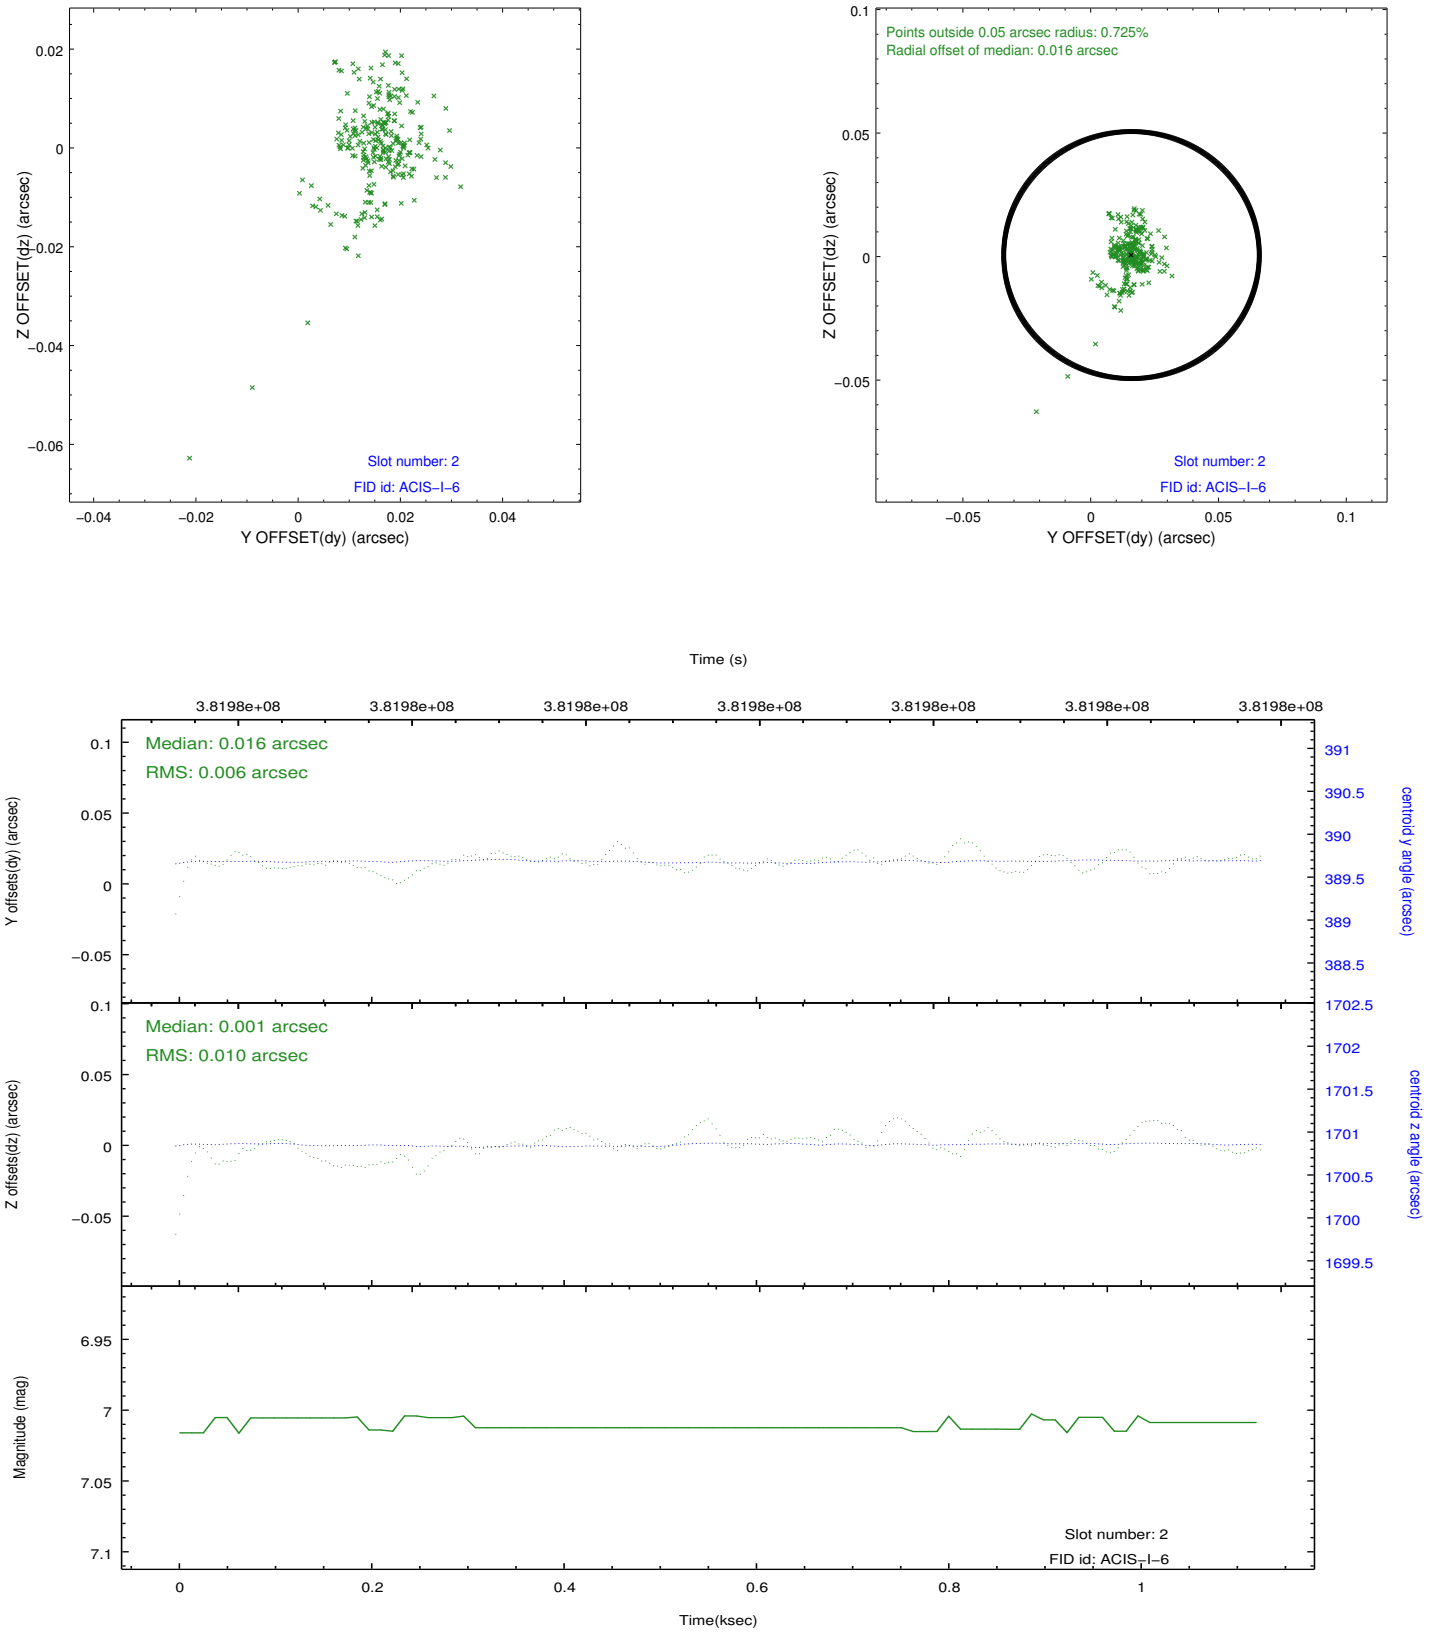 0.02
0
−0.02
−0.04
−0.06
Z OFFSET(dz) (arcsec)
Slot number: 2
FID id: ACIS−I−6
−0.04 −0.02 0 0.02 0.04
Y OFFSET(dy) (arcsec)
0.1
0.05
0
−0.05
Z OFFSET(dz) (arcsec)
Points outside 0.05 arcsec radius: 0.725%
Radial offset of median: 0.016 arcsec
Slot number: 2
FID id: ACIS−I−6
−0.05 0 0.05 0.1
Y OFFSET(dy) (arcsec)
Time (s)
3.8198e+08 3.8198e+08 3.8198e+08 3.8198e+08 3.8198e+08 3.8198e+08 3.8198e+08
Median: 0.016 arcsec
RMS: 0.006 arcsec
0.1
0.05
0
−0.05
Y offsets(dy) (arcsec)
391
390.5
390
389.5
389
388.5
centroid y angle (arcsec)
Median: 0.001 arcsec
RMS: 0.010 arcsec
0.1
0.05
0
−0.05
Z offsets(dz) (arcsec)
1702.5
1702
1701.5
1701
1700.5
1700
1699.5
centroid z angle (arcsec)
6.95
7
7.05
7.1
Magnitude (mag)
Slot number: 2
FID id: ACIS−I−6
0 0.2 0.4 0.6 0.8 1
Time(ksec)